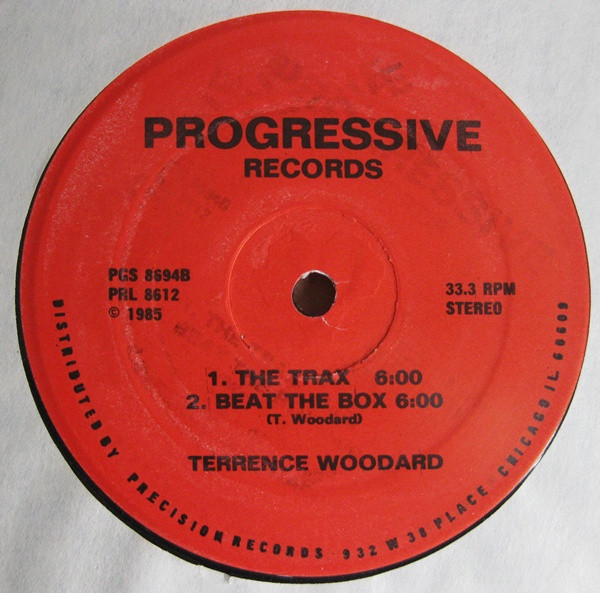 PROGRESSIVE
RECORDS
PGS 8694B
PRL 8612
© 1985
33.3 RPM
STEREO
1. THE TRAX 6:00
2. BEAT THE BOX 6:00
(T. Woodard)
TERRENCE WOODARD
DISTRIBUTED BY PRECISION RECORDS 932 W 38 PLACE CHICAGO IL 60609